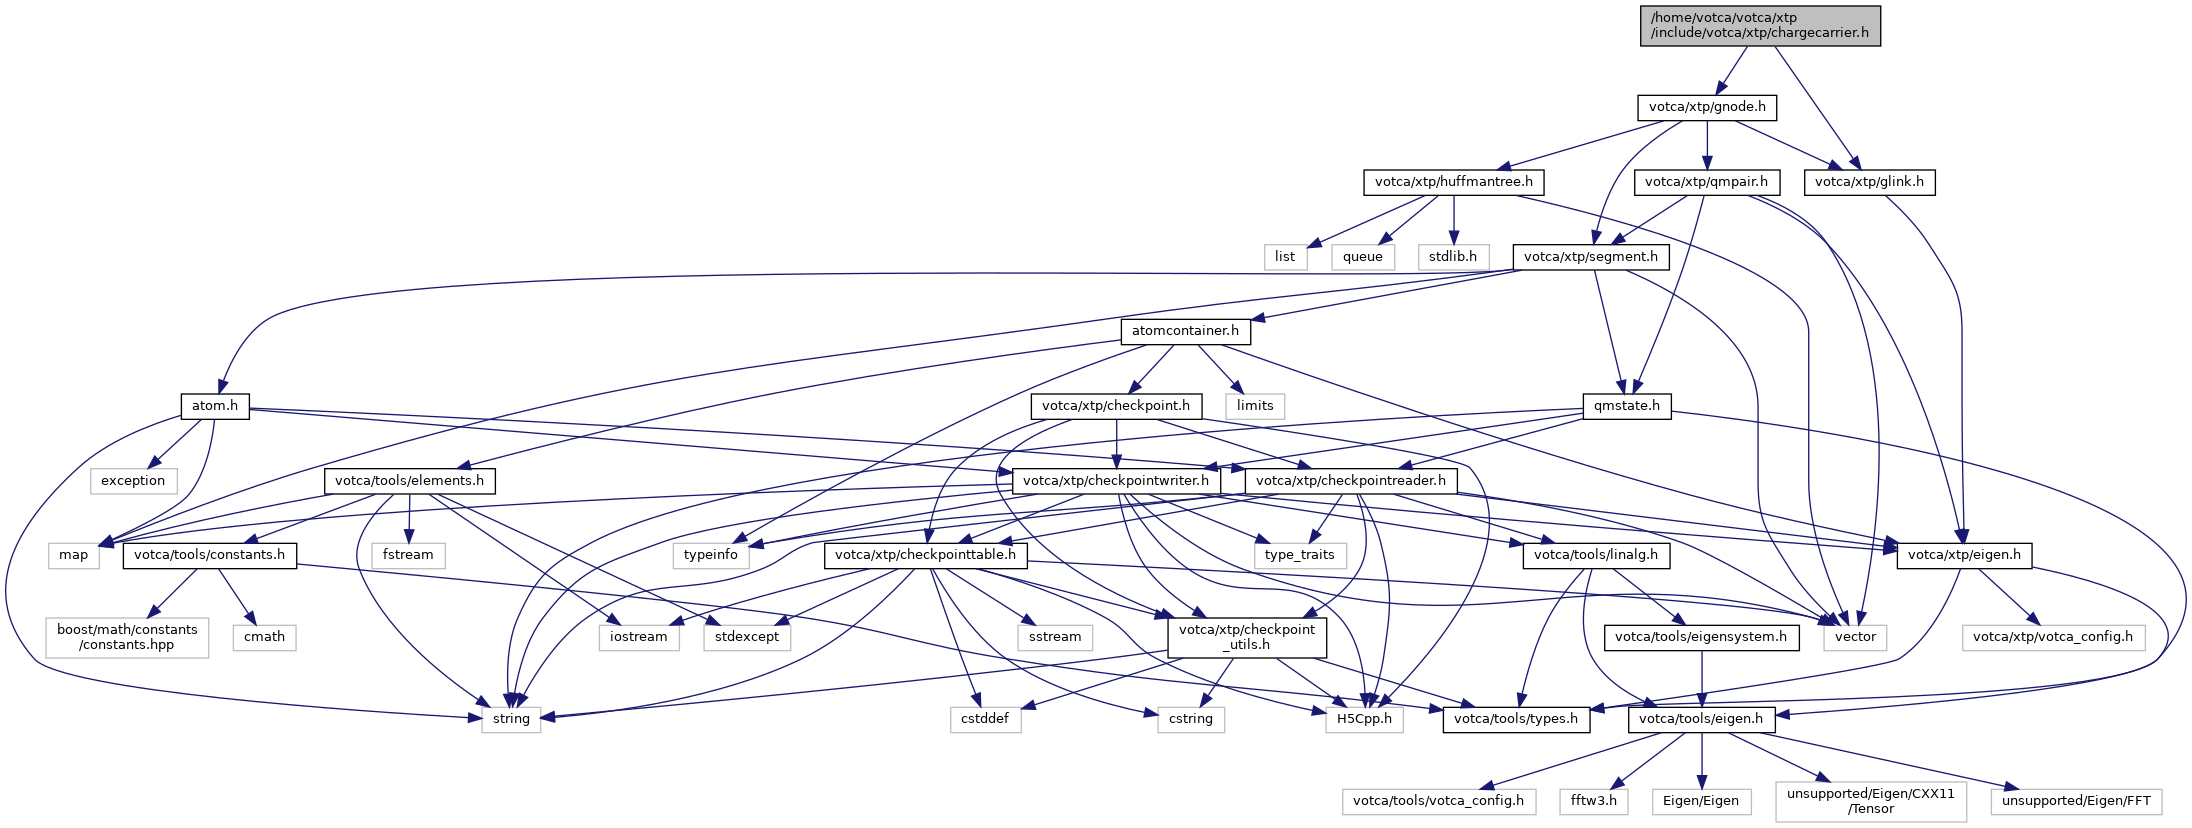 /home/votca/votca/xtp
/include/votca/xtp/chargecarrier.h
votca/xtp/gnode.h
votca/xtp/huffmantree.h
votca/xtp/qmpair.h
votca/xtp/glink.h
list
queue
stdlib.h
votca/xtp/segment.h
atomcontainer.h
atom.h
votca/xtp/checkpoint.h
limits
qmstate.h
exception
votca/tools/elements.h
votca/xtp/checkpointwriter.h
votca/xtp/checkpointreader.h
map
votca/tools/constants.h
fstream
typeinfo
votca/xtp/checkpointtable.h
type_traits
votca/tools/linalg.h
votca/xtp/eigen.h
boost/math/constants
/constants.hpp
cmath
iostream
stdexcept
sstream
votca/xtp/checkpoint
_utils.h
votca/tools/eigensystem.h
vector
votca/xtp/votca_config.h
string
cstddef
cstring
H5Cpp.h
votca/tools/types.h
votca/tools/eigen.h
votca/tools/votca_config.h
fftw3.h
Eigen/Eigen
unsupported/Eigen/CXX11
/Tensor
unsupported/Eigen/FFT